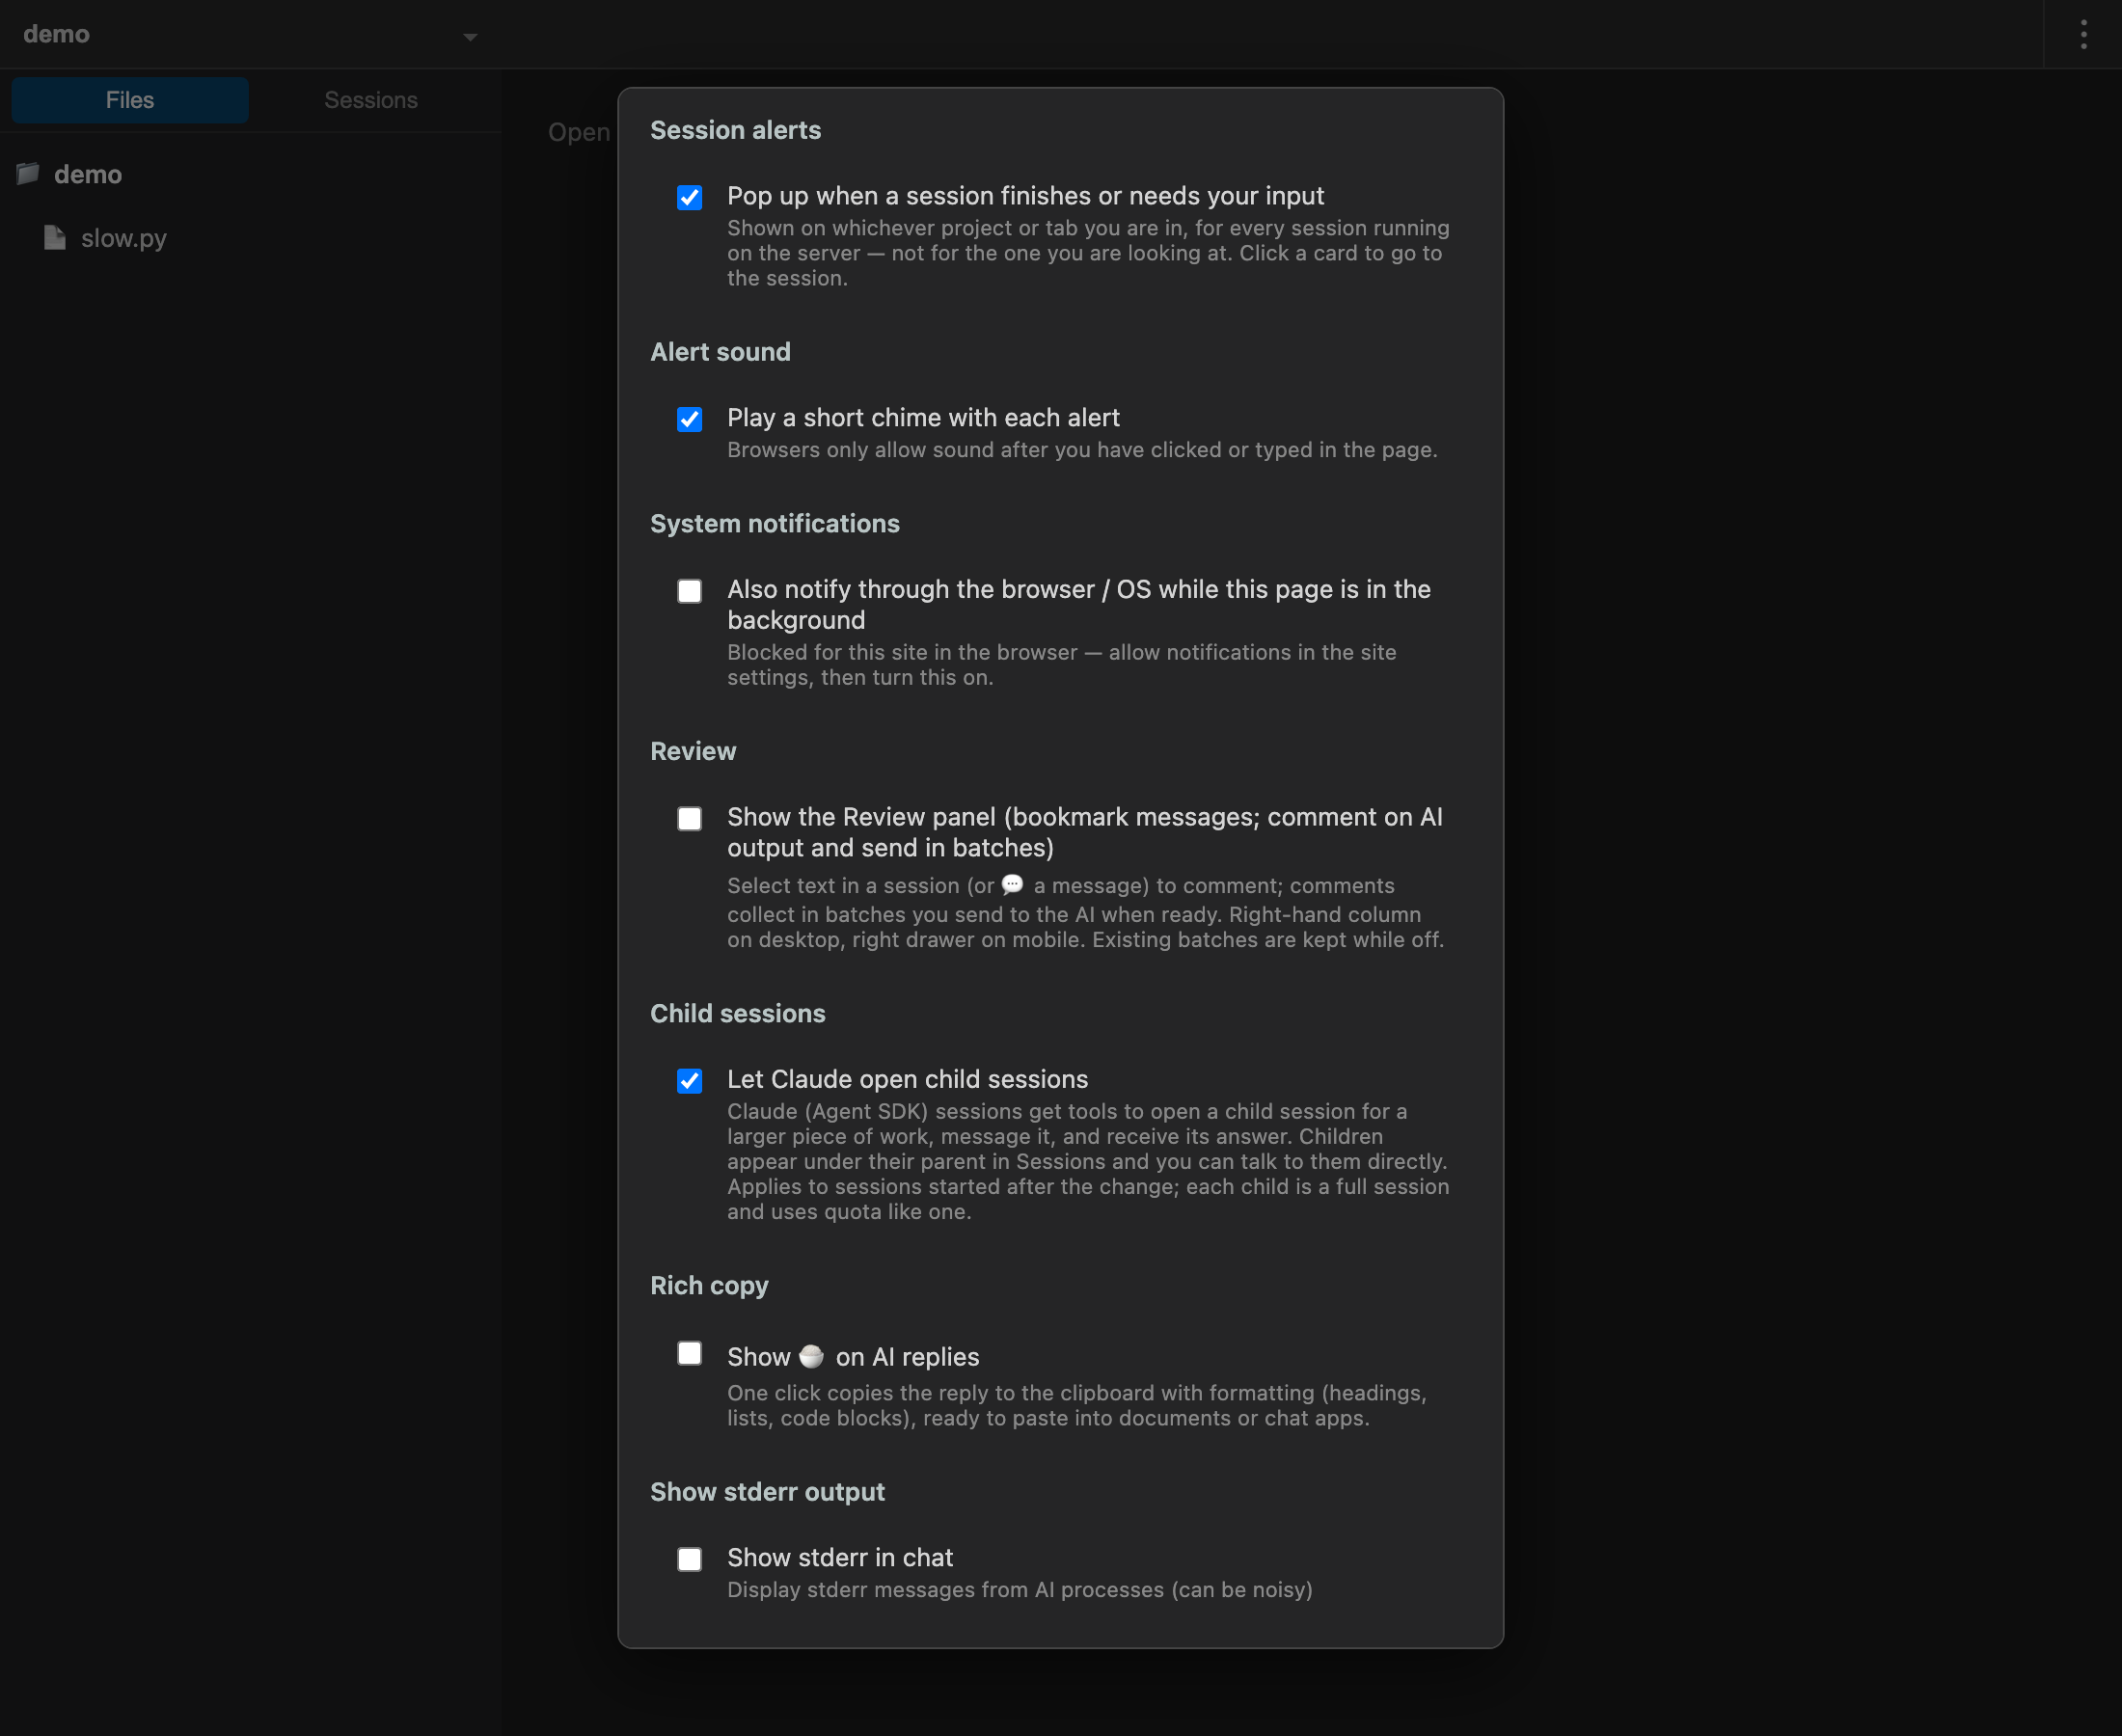 demo
Files
Sessions
demo
slow.py
Open
Session alerts
Pop up when a session finishes or needs your input
Shown on whichever project or tab you are in, for every session running
on the server — not for the one you are looking at. Click a card to go to
the session.
Alert sound
Play a short chime with each alert
Browsers only allow sound after you have clicked or typed in the page.
System notifications
Also notify through the browser / OS while this page is in the
background
Blocked for this site in the browser — allow notifications in the site
settings, then turn this on.
Review
Show the Review panel (bookmark messages; comment on AI
output and send in batches)
Select text in a session (or 💬 a message) to comment; comments
collect in batches you send to the AI when ready. Right-hand column
on desktop, right drawer on mobile. Existing batches are kept while off.
Child sessions
Let Claude open child sessions
Claude (Agent SDK) sessions get tools to open a child session for a
larger piece of work, message it, and receive its answer. Children
appear under their parent in Sessions and you can talk to them directly.
Applies to sessions started after the change; each child is a full session
and uses quota like one.
Rich copy
Show 🍚 on AI replies
One click copies the reply to the clipboard with formatting (headings,
lists, code blocks), ready to paste into documents or chat apps.
Show stderr output
Show stderr in chat
Display stderr messages from AI processes (can be noisy)